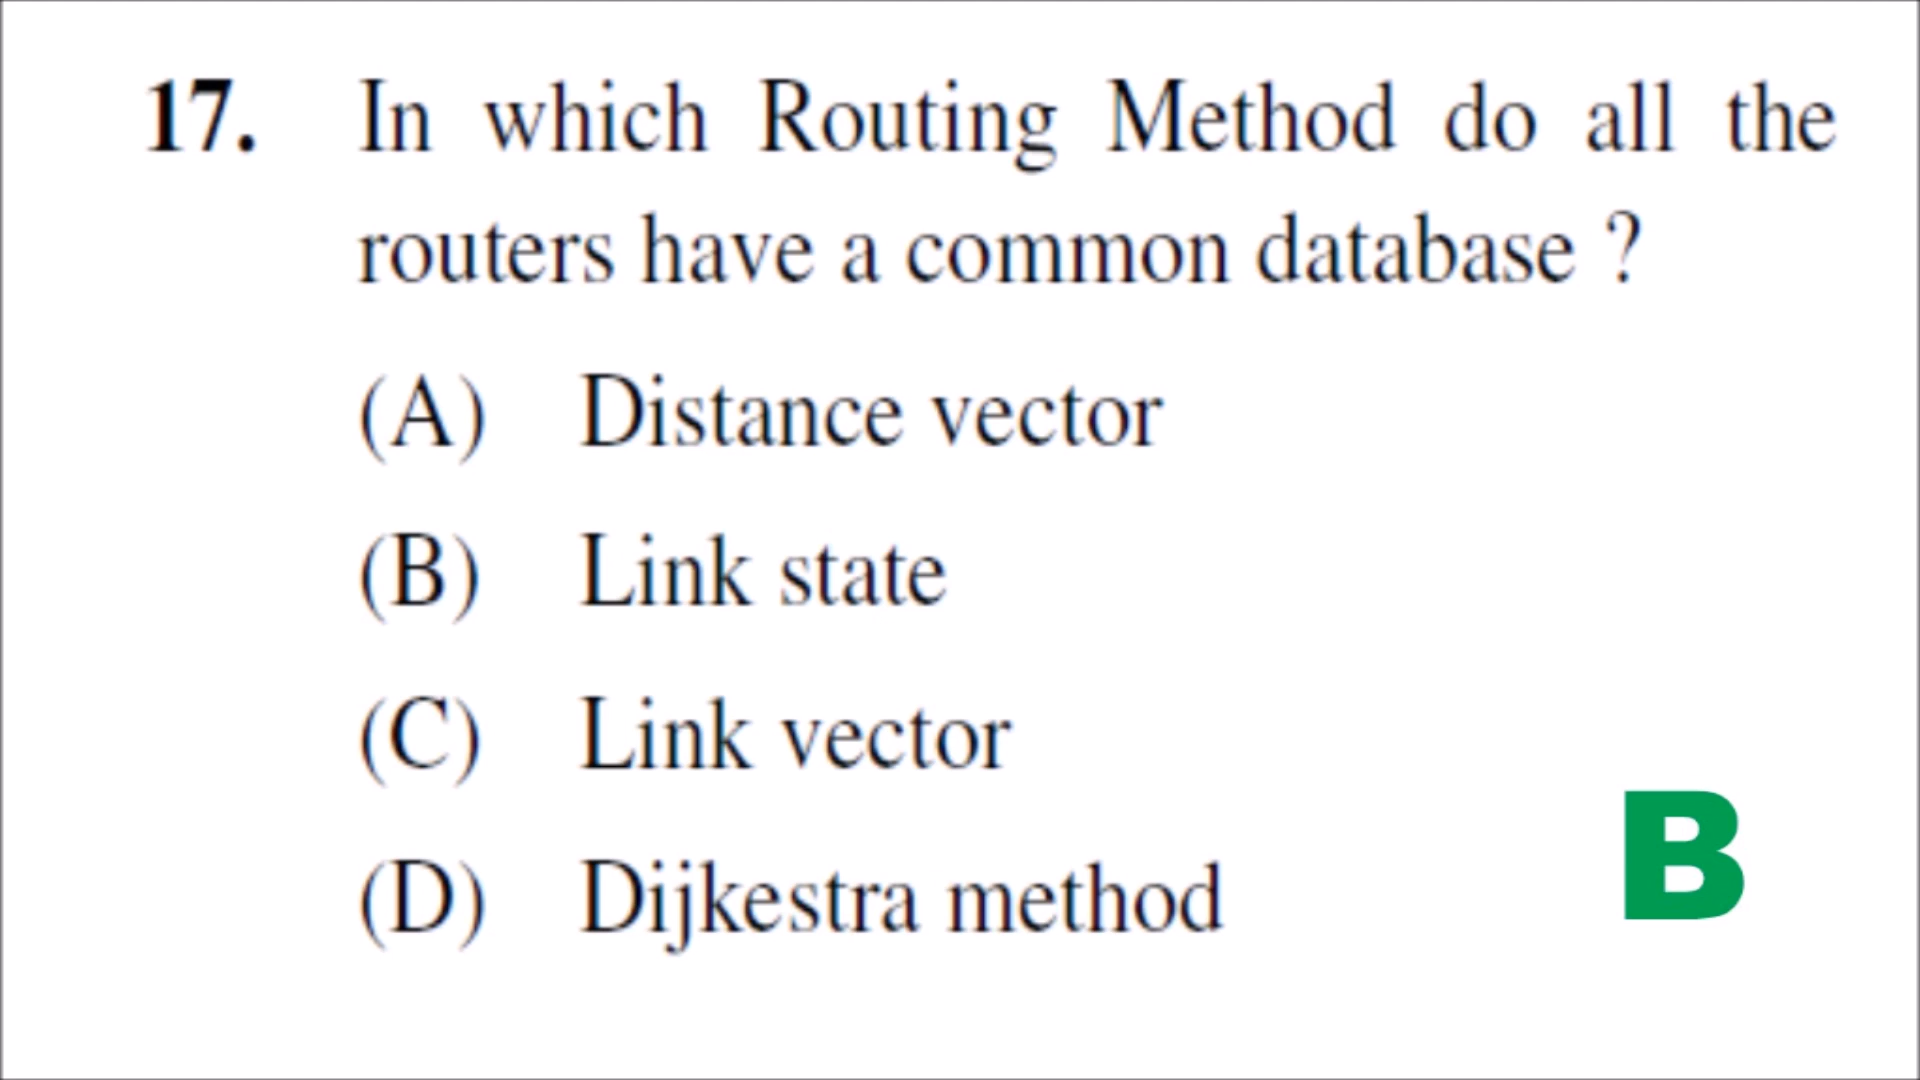 17. In which Routing Method do all the
routers have a common database ?
(A) Distance vector
(B) Link state
(C) Link vector
(D) Dijkestra method
B